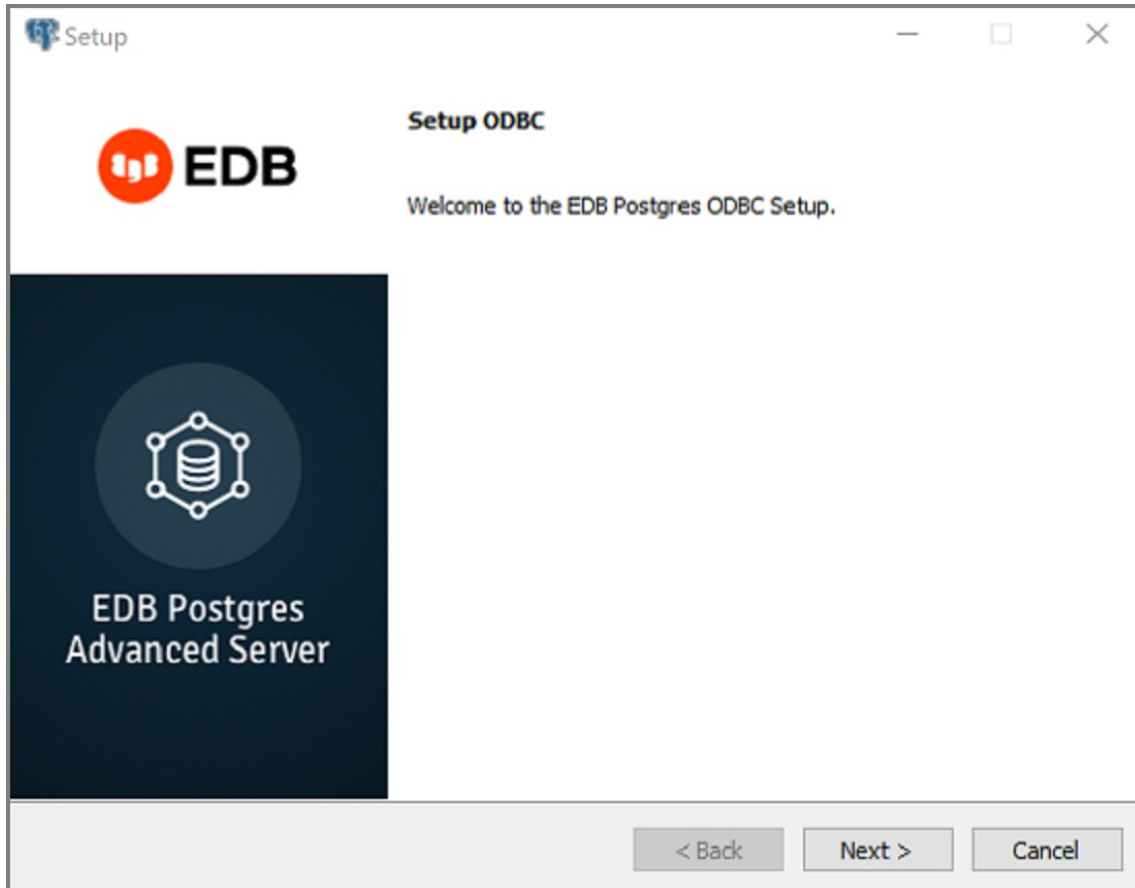 Setup
EDB
Setup ODBC
Welcome to the EDB Postgres ODBC Setup.
EDB Postgres
Advanced Server
< Back
Next >
Cancel